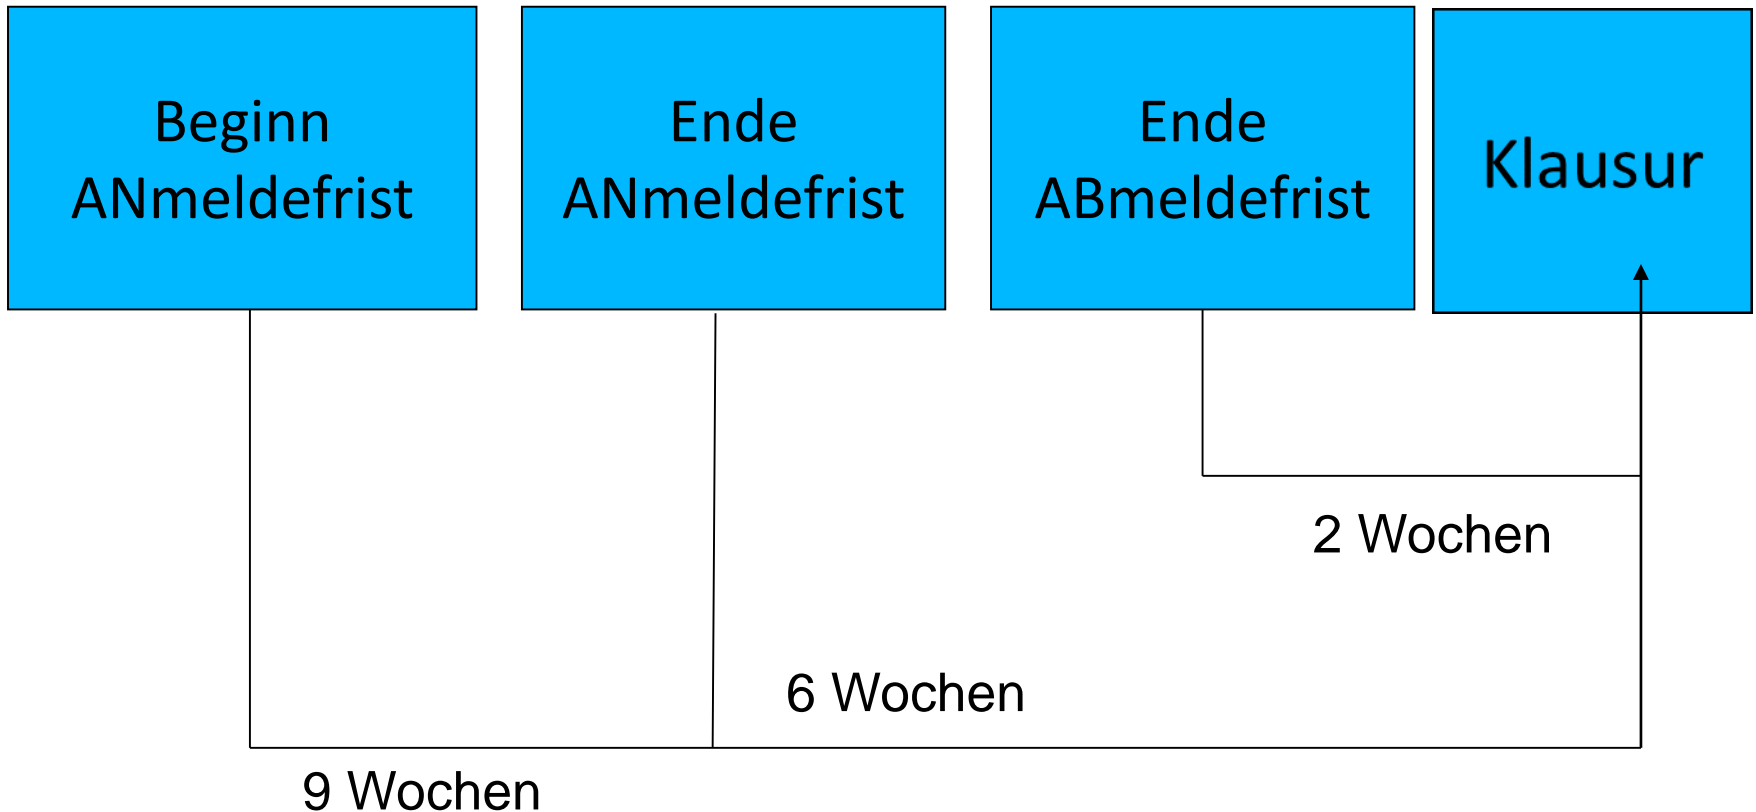 Beginn
ANmeldefrist
Ende
ANmeldefrist
Ende
ABmeldefrist
Klausur
2 Wochen
6 Wochen
9 Wochen